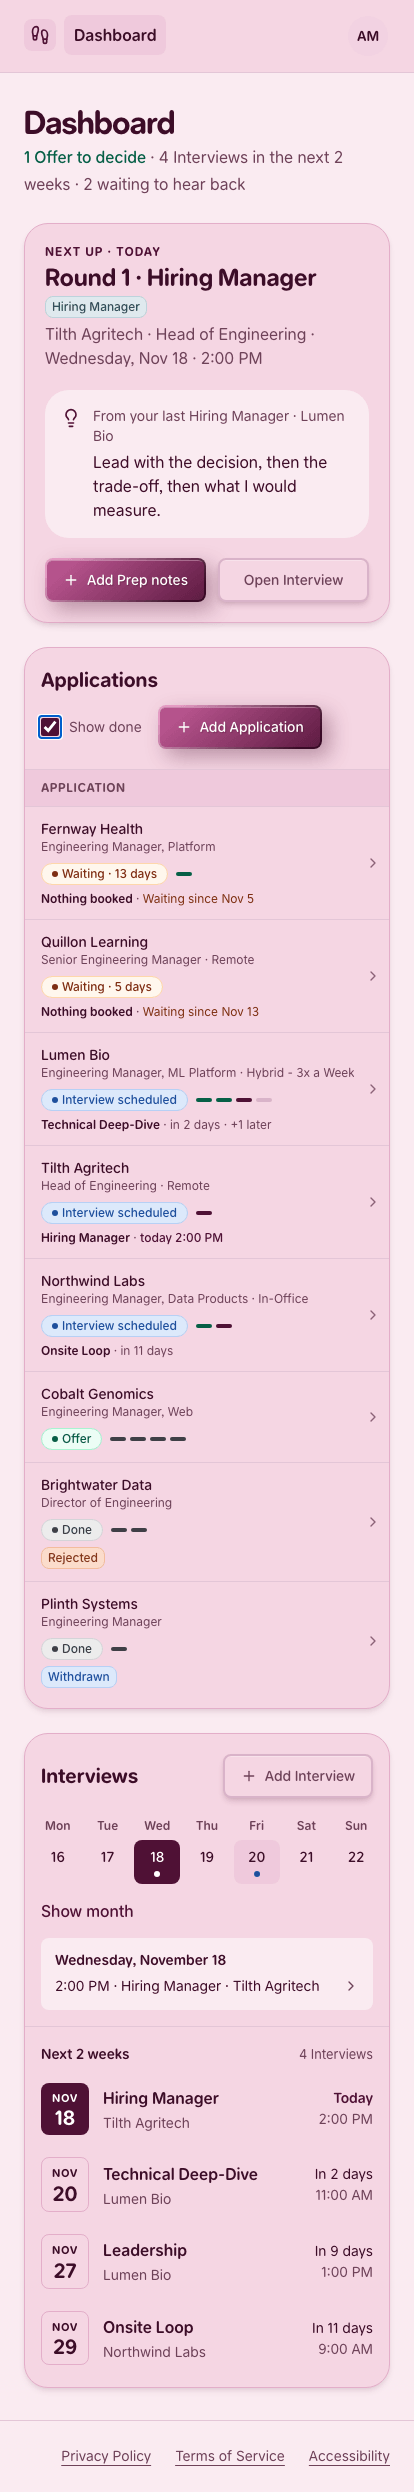 Dashboard
AM
Dashboard
1 Offer to decide · 4 Interviews in the next 2
weeks · 2 waiting to hear back
NEXT UP · TODAY
Round 1 · Hiring Manager
Hiring Manager
Tilth Agritech · Head of Engineering ·
Wednesday, Nov 18 · 2:00 PM
From your last Hiring Manager · Lumen
Bio
Lead with the decision, then the
trade-off, then what I would
measure.
+ Add Prep notes
Open Interview
Applications
Show done
+ Add Application
APPLICATION
Fernway Health
Engineering Manager, Platform
Waiting · 13 days
Nothing booked · Waiting since Nov 5
Quillon Learning
Senior Engineering Manager · Remote
Waiting · 5 days
Nothing booked · Waiting since Nov 13
Lumen Bio
Engineering Manager, ML Platform · Hybrid - 3x a Week
Interview scheduled
Technical Deep-Dive · in 2 days · +1 later
Tilth Agritech
Head of Engineering · Remote
Interview scheduled
Hiring Manager · today 2:00 PM
Northwind Labs
Engineering Manager, Data Products · In-Office
Interview scheduled
Onsite Loop · in 11 days
Cobalt Genomics
Engineering Manager, Web
Offer
Brightwater Data
Director of Engineering
Done
Rejected
Plinth Systems
Engineering Manager
Done
Withdrawn
Interviews
+ Add Interview
Mon Tue Wed Thu Fri Sat Sun
16 17 18 19 20 21 22
Show month
Wednesday, November 18
2:00 PM · Hiring Manager · Tilth Agritech
Next 2 weeks
4 Interviews
NOV
18
Hiring Manager
Tilth Agritech
Today
2:00 PM
NOV
20
Technical Deep-Dive
Lumen Bio
In 2 days
11:00 AM
NOV
27
Leadership
Lumen Bio
In 9 days
1:00 PM
NOV
29
Onsite Loop
Northwind Labs
In 11 days
9:00 AM
Privacy Policy
Terms of Service
Accessibility